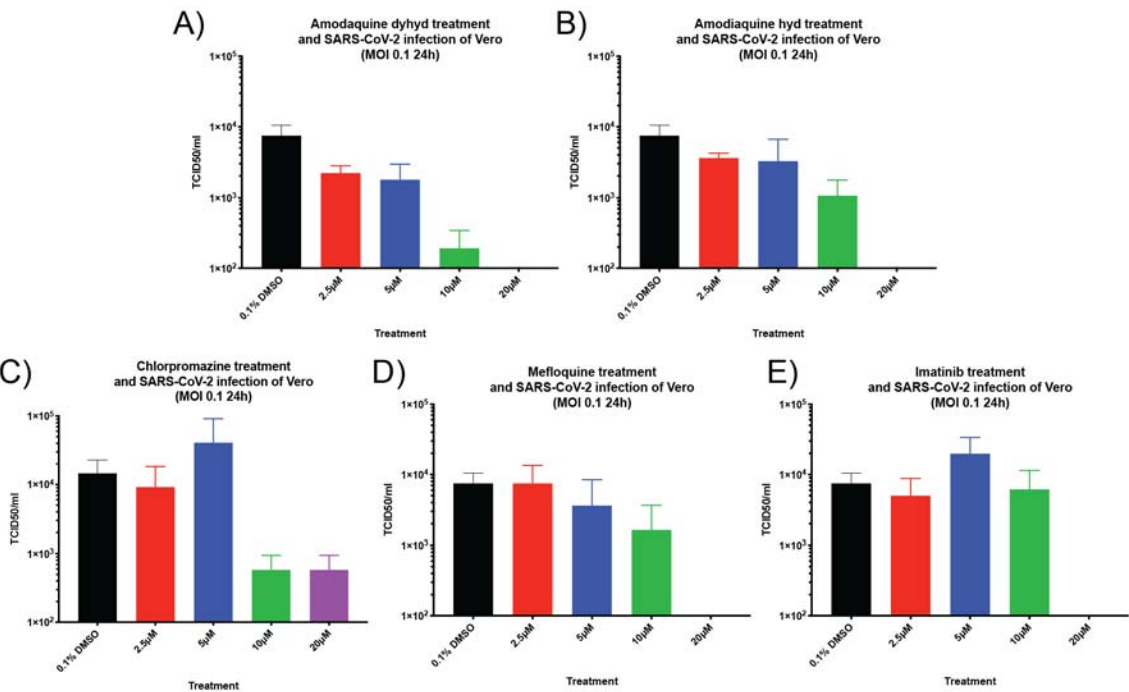 A)
Amodaquine dyhyd treatment
and SARS-CoV-2 infection of Vero
(MOI 0.1 24h)
TCID50/ml
1×10⁵
1×10⁴
1×10³
1×10²
0.1% DMSO
2.5µM
5µM
10µM
20µM
Treatment
B)
Amodiaquine hyd treatment
and SARS-CoV-2 infection of Vero
(MOI 0.1 24h)
TCID50/ml
1×10⁵
1×10⁴
1×10³
1×10²
0.1% DMSO
2.5µM
5µM
10µM
20µM
Treatment
C)
Chlorpromazine treatment
and SARS-CoV-2 infection of Vero
(MOI 0.1 24h)
TCID50/ml
1×10⁵
1×10⁴
1×10³
1×10²
0.1% DMSO
2.5µM
5µM
10µM
20µM
Treatment
D)
Mefloquine treatment
and SARS-CoV-2 infection of Vero
(MOI 0.1 24h)
TCID50/ml
1×10⁵
1×10⁴
1×10³
1×10²
0.1% DMSO
2.5µM
5µM
10µM
20µM
Treatment
E)
Imatinib treatment
and SARS-CoV-2 infection of Vero
(MOI 0.1 24h)
TCID50/ml
1×10⁵
1×10⁴
1×10³
1×10²
0.1% DMSO
2.5µM
5µM
10µM
20µM
Treatment